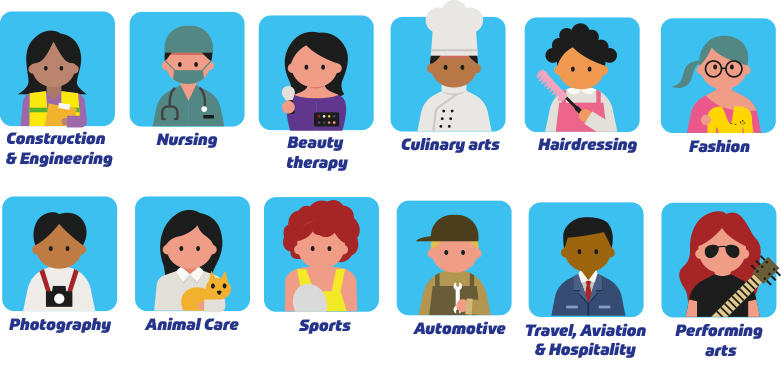 Construction
& Engineering
Nursing
Beauty
therapy
Culinary arts
Hairdressing
Fashion
Photography
Animal Care
Sports
Automotive
Travel, Aviation
& Hospitality
Performing
arts